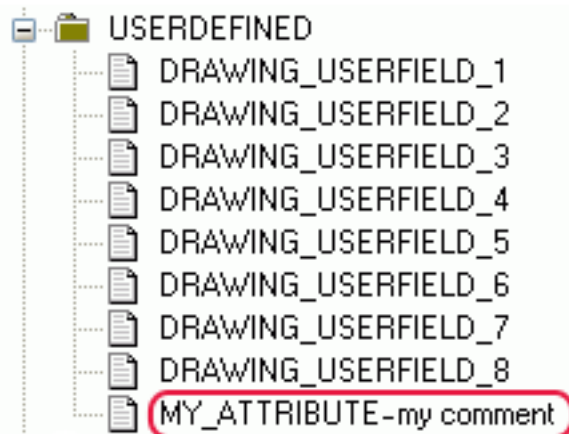 USERDEFINED
DRAWING_USERFIELD_1
DRAWING_USERFIELD_2
DRAWING_USERFIELD_3
DRAWING_USERFIELD_4
DRAWING_USERFIELD_5
DRAWING_USERFIELD_6
DRAWING_USERFIELD_7
DRAWING_USERFIELD_8
MY_ATTRIBUTE-my comment